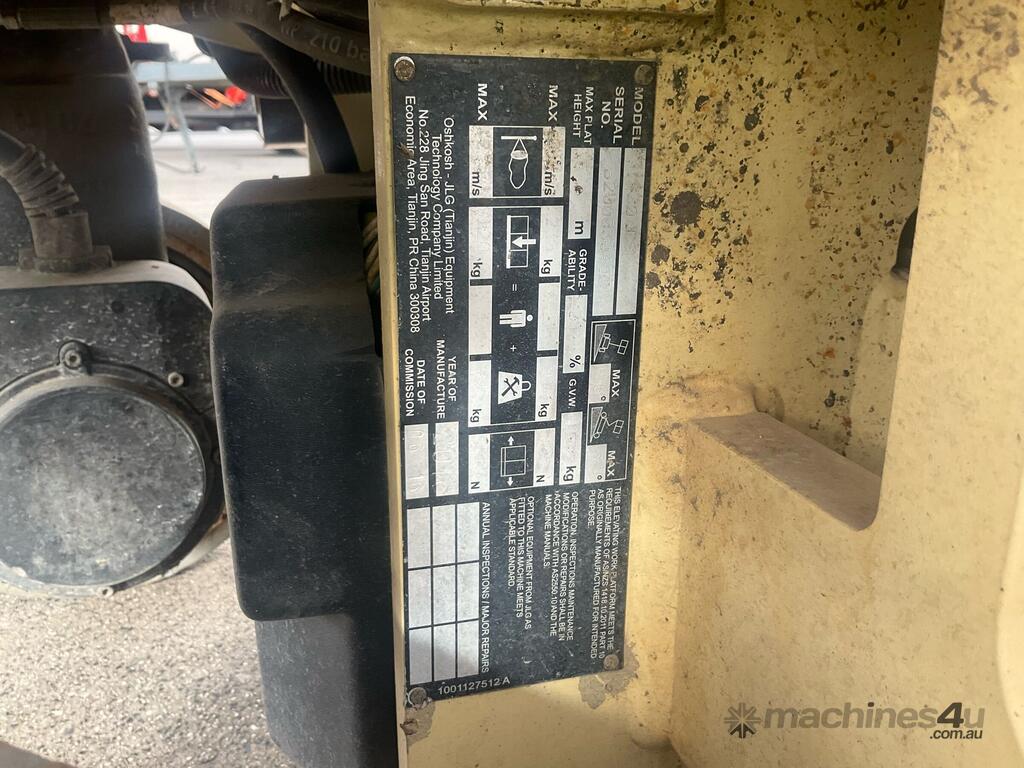 MODEL
SERIAL
NO.
MAX PLAT
HEIGHT
m
GRADE-
ABILITY
%
G.V.W.
kg
MAX
°
MAX
°
MAX
m/s
kg
kg
N
=
+
MAX
m/s
kg
kg
N
Oshkosh - JLG (Tianjin) Equipment
Technology Company Limited
No.228 Jing San Road, Tianjin Airport
Economic Area, Tianjin, PR China 300308
YEAR OF
MANUFACTURE
DATE OF
COMMISSION
THIS ELEVATING WORK PLATFORM MEETS THE
REQUIREMENTS OF AS/NZS 1418.10:2011 PART 10
AS ORIGINALLY MANUFACTURED FOR INTENDED
PURPOSE.
OPERATION, INSPECTIONS MAINTENANCE
MODIFICATIONS OR REPAIRS SHALL BE IN
ACCORDANCE WITH AS2550.10 AND THE
MACHINE MANUALS.
OPTIONAL EQUIPMENT FROM JLG AS
FITTED TO THIS MACHINE MEETS
APPLICABLE STANDARD.
ANNUAL INSPECTIONS / MAJOR REPAIRS
1001127512 A
machines4u
.com.au